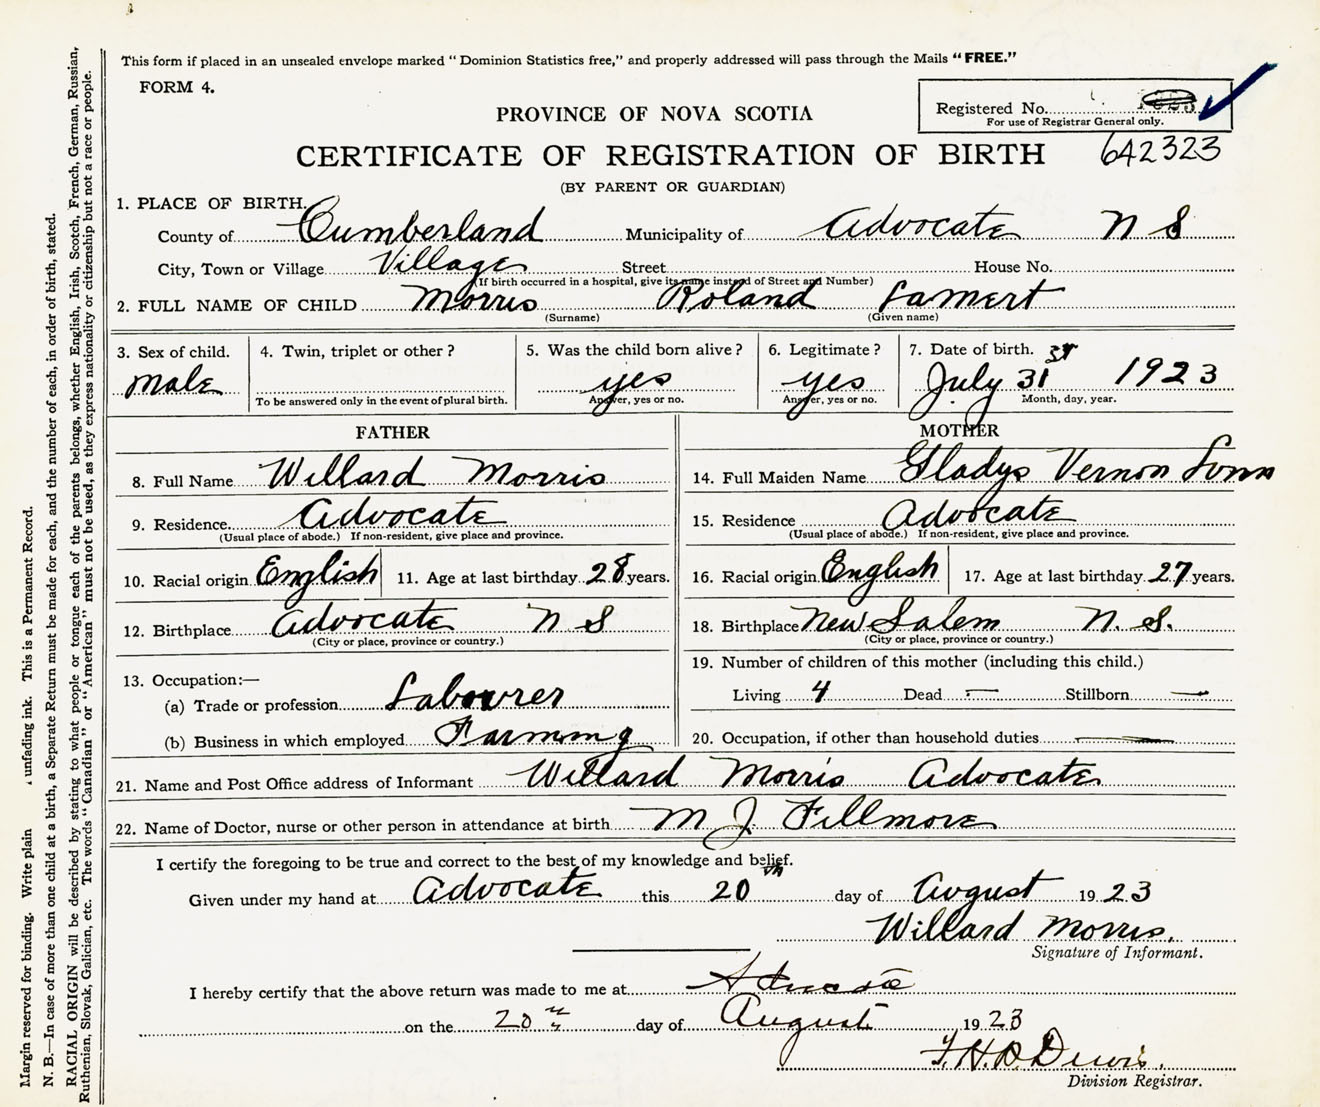 This form if placed in an unsealed envelope marked "Dominion Statistics free," and properly addressed will pass through the Mails "FREE."
FORM 4.
PROVINCE OF NOVA SCOTIA
Registered No.
For use of Registrar General only.
CERTIFICATE OF REGISTRATION OF BIRTH 642323
(BY PARENT OR GUARDIAN)
1. PLACE OF BIRTH.
County of Cumberland Municipality of Advocate N S
City, Town or Village Village Street House No.
(If birth occurred in a hospital, give its name instead of Street and Number)
2. FULL NAME OF CHILD Morris Roland Lamert
(Surname) (Given name)
3. Sex of child. 4. Twin, triplet or other? 5. Was the child born alive? 6. Legitimate? 7. Date of birth.
Male yes yes July 31 1923
To be answered only in the event of plural birth. Answer, yes or no. Answer, yes or no. Month, day, year.
FATHER MOTHER
8. Full Name Willard Morris 14. Full Maiden Name Gladys Vernon
9. Residence. Advocate 15. Residence Advocate
(Usual place of abode.) If non-resident, give place and province. (Usual place of abode.) If non-resident, give place and province.
10. Racial origin English 11. Age at last birthday 28 years. 16. Racial origin English 17. Age at last birthday 27 years.
12. Birthplace Advocate N S 18. Birthplace New Salem N. S.
(City or place, province or country.) (City or place, province or country.)
13. Occupation:— 19. Number of children of this mother (including this child.)
(a) Trade or profession Labourer Living 4 Dead — Stillborn —
(b) Business in which employed Farming 20. Occupation, if other than household duties —
21. Name and Post Office address of Informant Willard Morris Advocate
22. Name of Doctor, nurse or other person in attendance at birth M J. Fillmore
I certify the foregoing to be true and correct to the best of my knowledge and belief.
Given under my hand at Advocate this 20th day of August 1923
Willard Morris.
Signature of Informant.
I hereby certify that the above return was made to me at Advocate
on the 20th day of August 1923
F. H. D. Dewis.
Division Registrar.
Margin reserved for binding. Write plain unfading ink. This is a Permanent Record.
N. B.—In case of more than one child at a birth, a Separate Return must be made for each, and the number of each, in order of birth, stated.
RACIAL ORIGIN will be described by stating to what people or tongue each of the parents belongs, whether English, Irish, Scotch, French, German, Russian,
Ruthenian, Slovak, Galician, etc. The words "Canadian" or "American" must not be used, as they express nationality or citizenship but not a race or people.